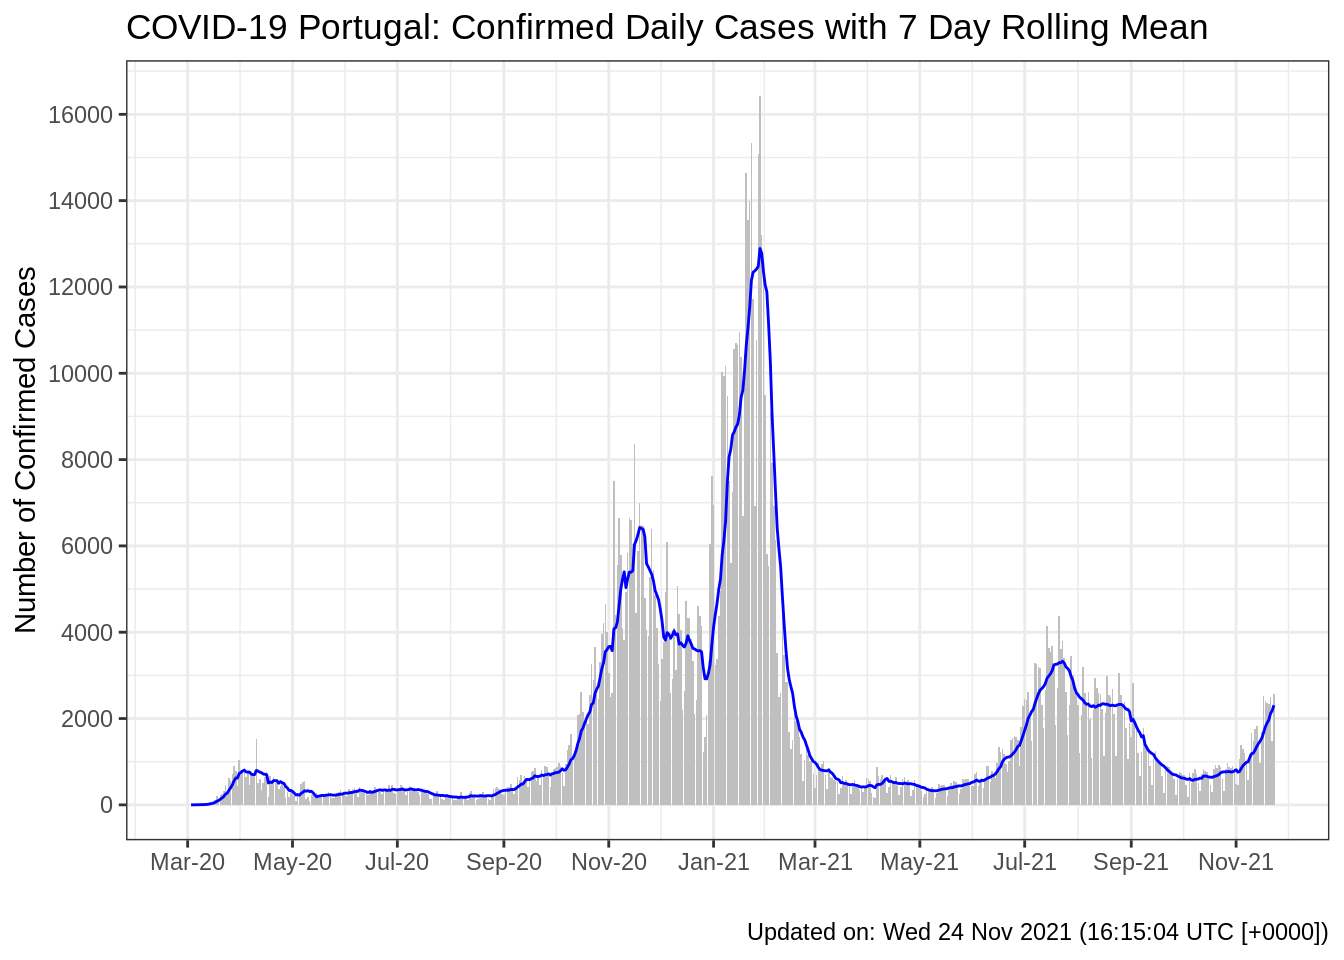 COVID-19 Portugal: Confirmed Daily Cases with 7 Day Rolling Mean
Number of Confirmed Cases
16000
14000
12000
10000
8000
6000
4000
2000
0
Mar-20 May-20 Jul-20 Sep-20 Nov-20 Jan-21 Mar-21 May-21 Jul-21 Sep-21 Nov-21
Updated on: Wed 24 Nov 2021 (16:15:04 UTC [+0000])